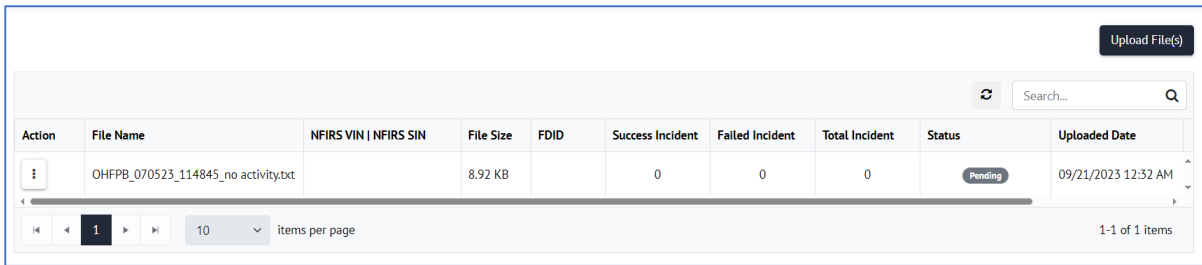 Upload File(s)
Search...
Action File Name NFIRS VIN | NFIRS SIN File Size FDID Success Incident Failed Incident Total Incident Status Uploaded Date
OHFPB_070523_114845_no activity.txt 8.92 KB 0 0 0 Pending 09/21/2023 12:32 AM
1 10 items per page 1-1 of 1 items